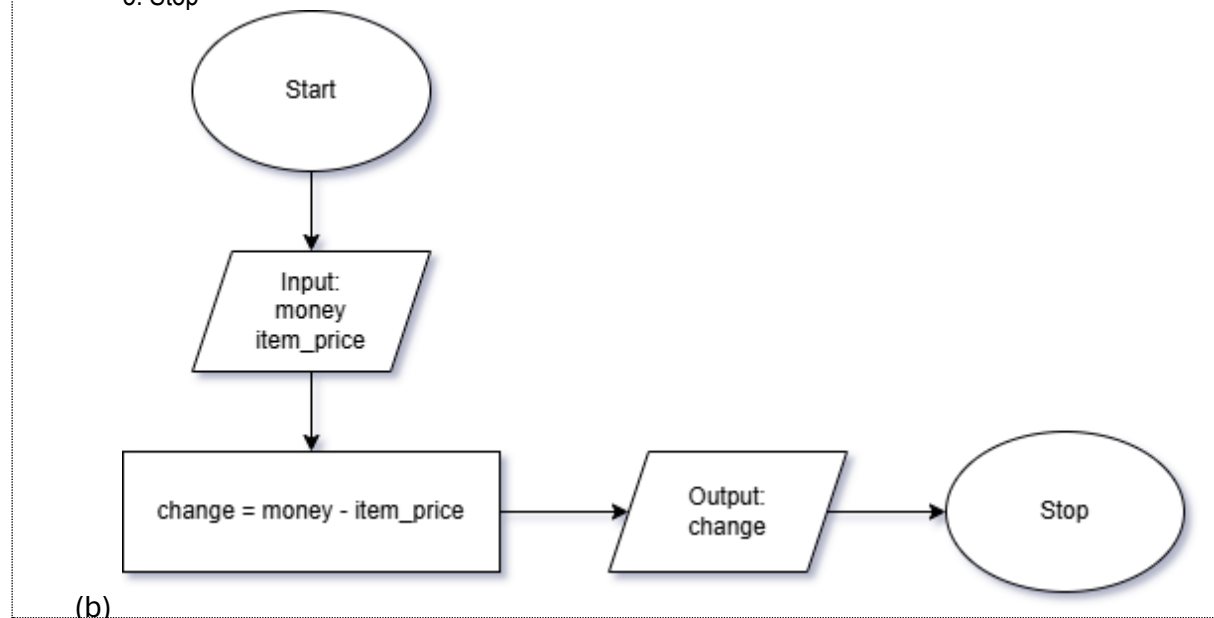 Start
Input:
money
item_price
change = money - item_price
Output:
change
Stop
(b)